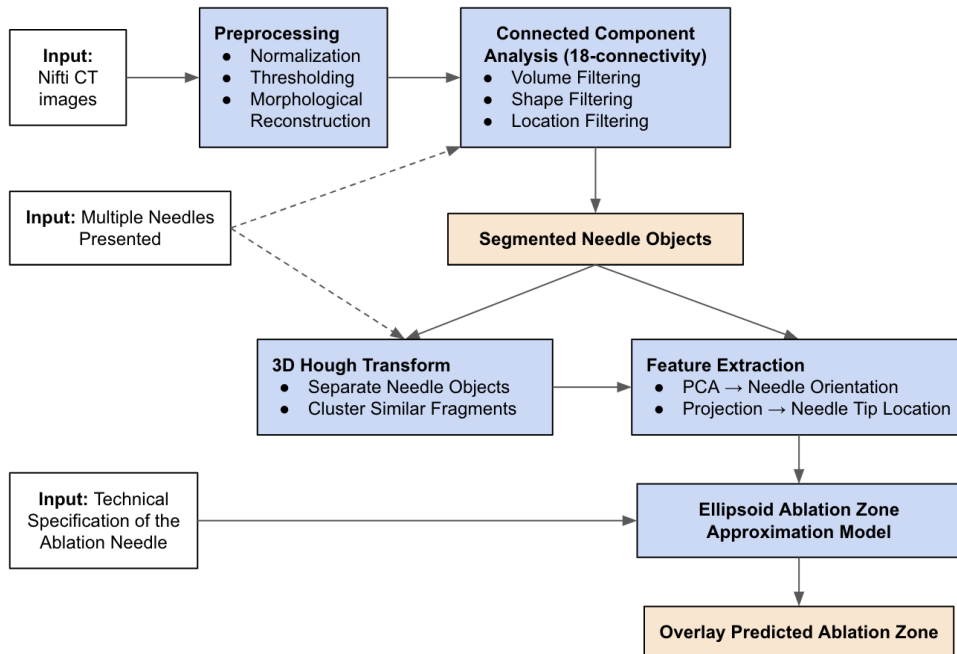 Input:
Nifti CT
images
Preprocessing
● Normalization
● Thresholding
● Morphological
Reconstruction
Connected Component
Analysis (18-connectivity)
● Volume Filtering
● Shape Filtering
● Location Filtering
Input: Multiple Needles
Presented
Segmented Needle Objects
3D Hough Transform
● Separate Needle Objects
● Cluster Similar Fragments
Feature Extraction
● PCA → Needle Orientation
● Projection → Needle Tip Location
Input: Technical
Specification of the
Ablation Needle
Ellipsoid Ablation Zone
Approximation Model
Overlay Predicted Ablation Zone